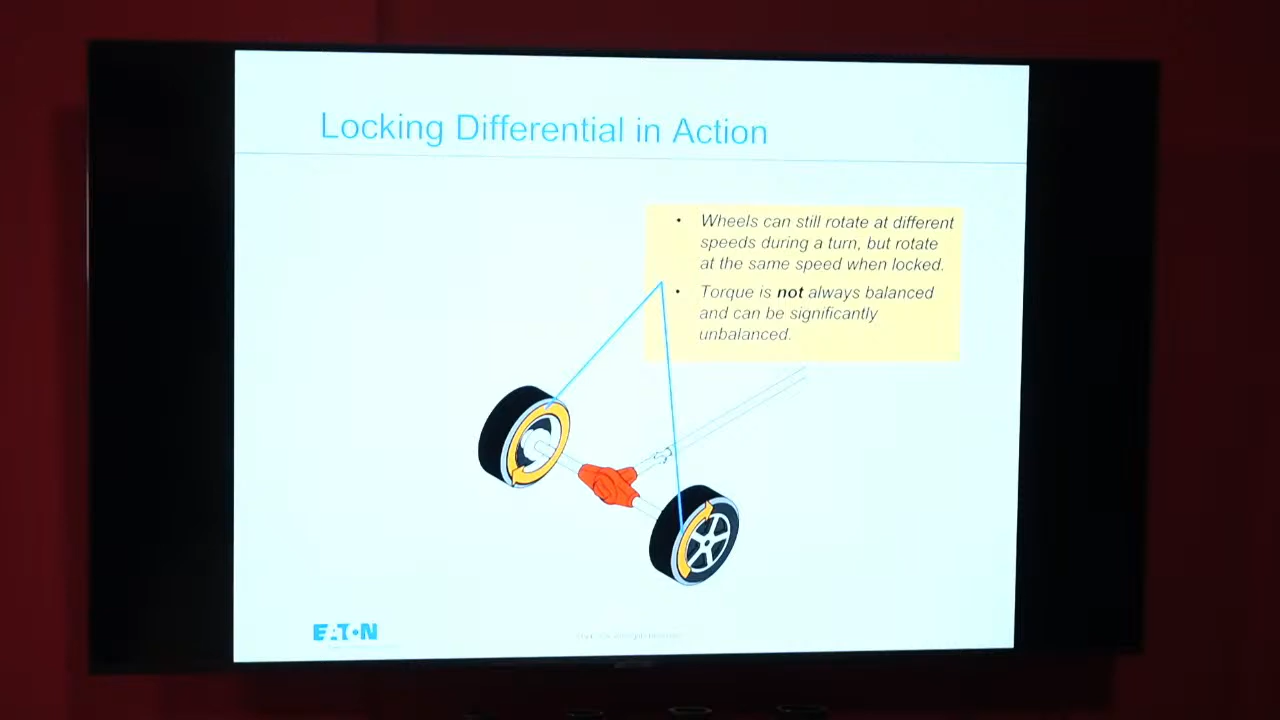 Locking Differential in Action
• Wheels can still rotate at different
speeds during a turn, but rotate
at the same speed when locked.
• Torque is not always balanced
and can be significantly
unbalanced.
EATON